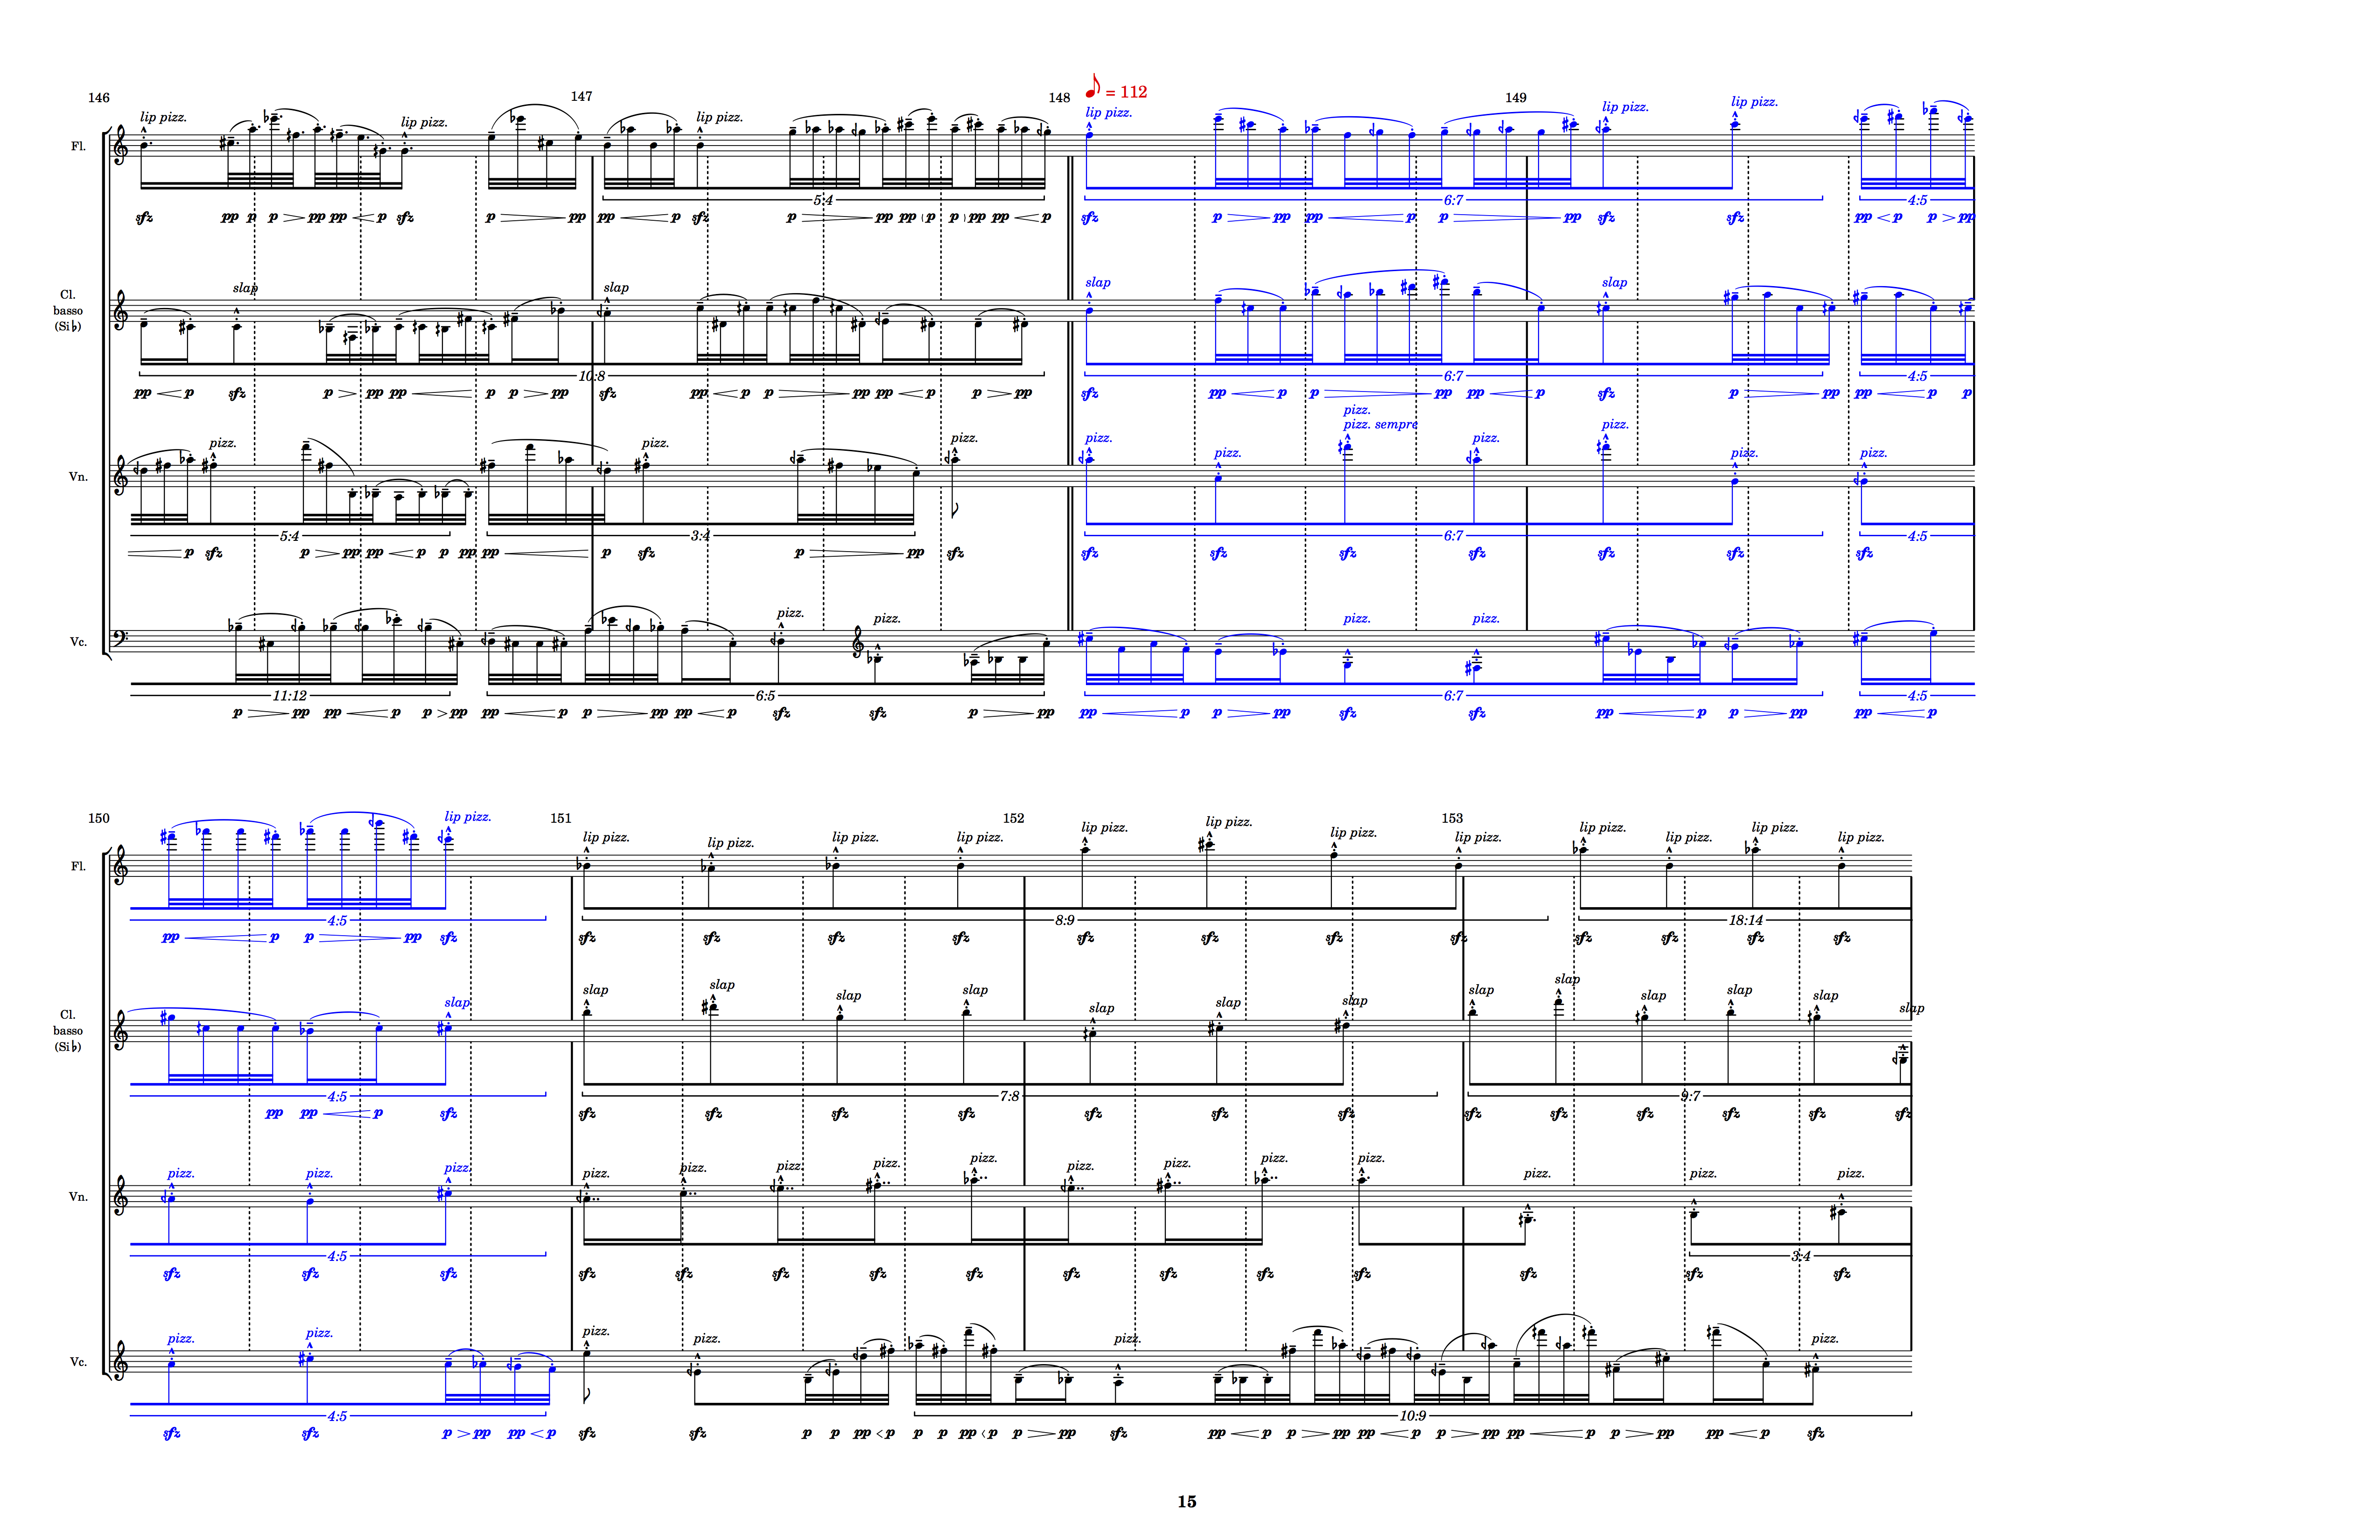 146 147 148 ♪ = 112 149
lip pizz. lip pizz. lip pizz. lip pizz. lip pizz. lip pizz.
Fl.
5:4 6:7 4:5
sfz pp p p pp pp p sfz p pp pp p sfz p pp pp p p pp pp p sfz p pp pp p p pp sfz sfz pp p p pp
slap slap slap slap
Cl.
basso
(Si♭)
10:8 6:7 4:5
pp p sfz p pp pp p p pp sfz pp p p pp pp p p pp sfz pp p p pp pp p sfz p pp pp p p
pizz.
pizz. pizz. pizz. pizz. pizz. pizz. sempre pizz. pizz. pizz. pizz.
Vn.
5:4 3:4 6:7 4:5
p sfz p pp pp p p pp pp p sfz p pp sfz sfz sfz sfz sfz sfz sfz sfz
pizz. pizz. pizz. pizz.
Vc.
11:12 6:5 6:7 4:5
p pp pp p p pp pp p p pp pp p sfz sfz p pp pp p p pp sfz sfz pp p p pp pp p
150 151 152 153
lip pizz. lip pizz. lip pizz. lip pizz. lip pizz. lip pizz. lip pizz. lip pizz. lip pizz. lip pizz. lip pizz. lip pizz. lip pizz.
Fl.
4:5 8:9 18:14
pp p p pp sfz sfz sfz sfz sfz sfz sfz sfz sfz sfz sfz sfz sfz
slap slap slap slap slap slap slap slap slap slap slap slap slap slap
Cl.
basso
(Si♭)
4:5 7:8 9:7
pp pp p sfz sfz sfz sfz sfz sfz sfz sfz sfz sfz sfz sfz sfz sfz
pizz. pizz. pizz. pizz. pizz. pizz. pizz. pizz. pizz. pizz. pizz. pizz. pizz. pizz. pizz.
Vn.
4:5 3:4
sfz sfz sfz sfz sfz sfz sfz sfz sfz sfz sfz sfz sfz sfz sfz
pizz. pizz. pizz. pizz. pizz. pizz.
Vc.
4:5 10:9
sfz sfz p pp pp p sfz sfz p p pp p p p pp p p pp sfz pp p p pp pp p p pp pp p p pp pp p sfz
15